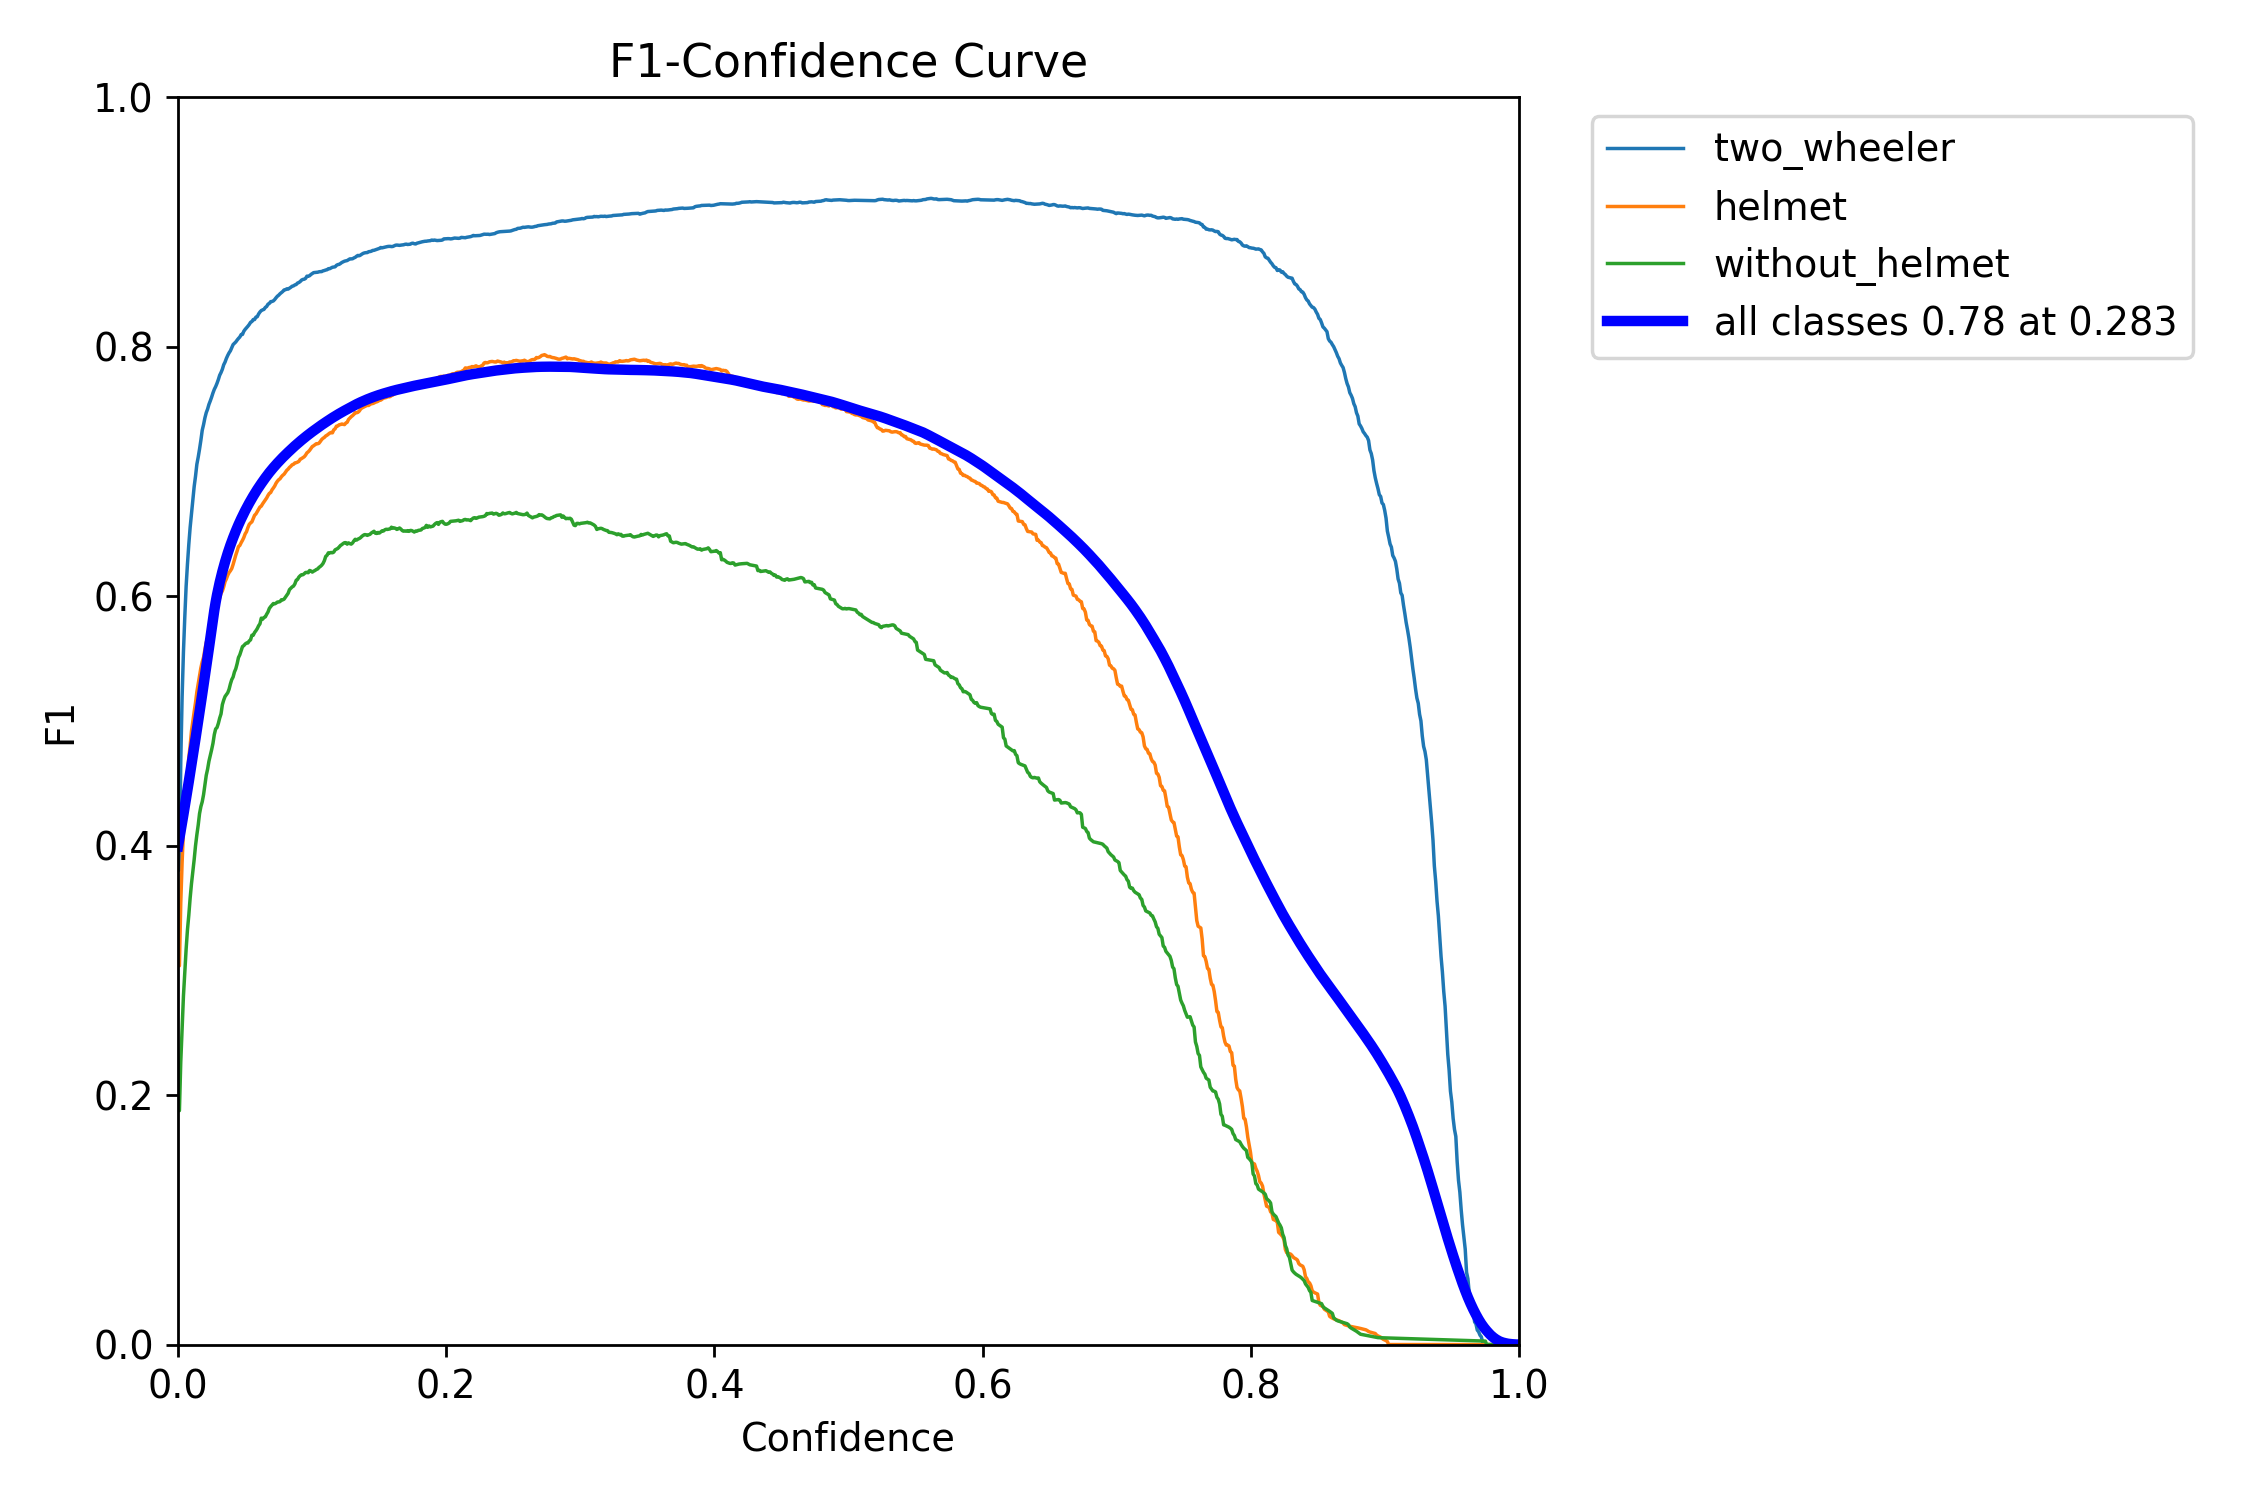 F1-Confidence Curve
1.0
0.8
0.6
0.4
0.2
0.0
F1
0.0 0.2 0.4 0.6 0.8 1.0
Confidence
two_wheeler
helmet
without_helmet
all classes 0.78 at 0.283